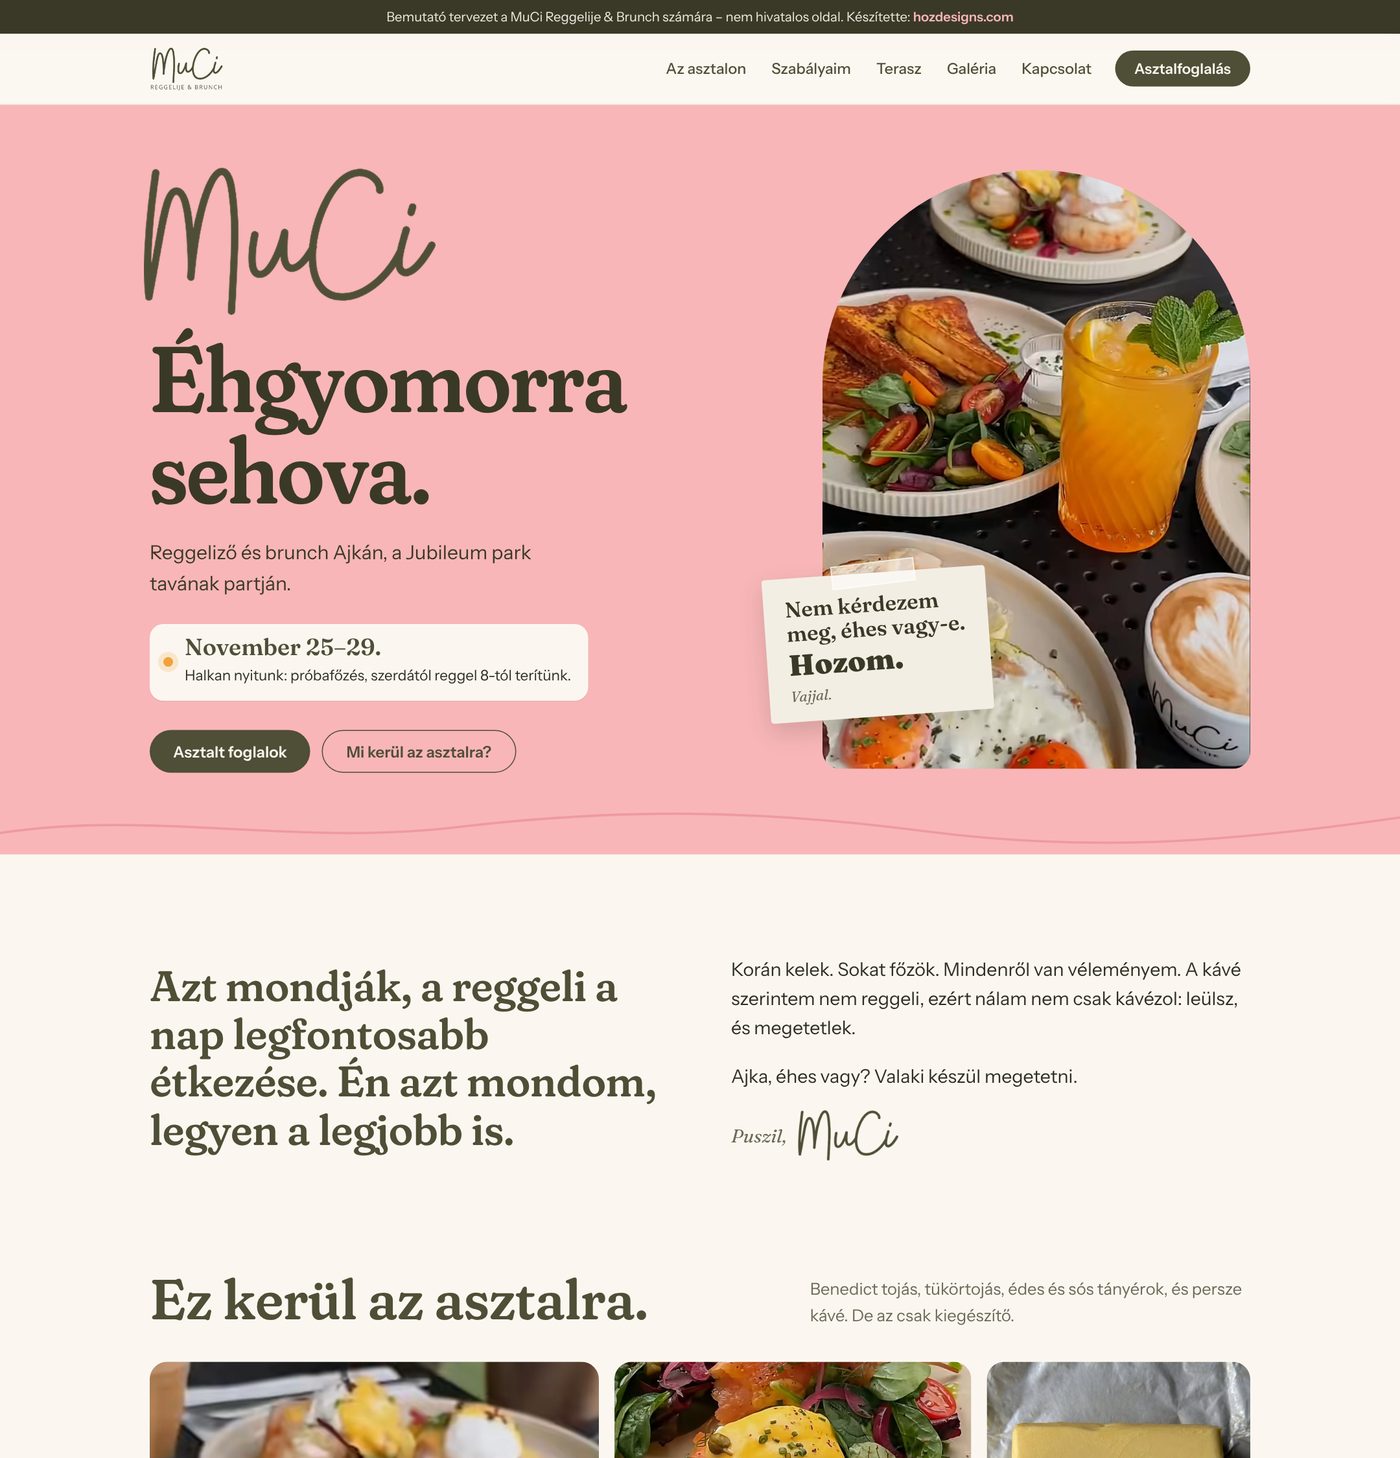 Bemutató tervezet a MuCi Reggelije & Brunch számára – nem hivatalos oldal. Készítette: hozdesigns.com
MuCi
REGGELIJE & BRUNCH
Az asztalon
Szabályaim
Terasz
Galéria
Kapcsolat
Asztalfoglalás
MuCi
Éhgyomorra
sehova.
Reggeliző és brunch Ajkán, a Jubileum park
tavának partján.
November 25–29.
Halkan nyitunk: próbafőzés, szerdától reggel 8-tól terítünk.
Asztalt foglalok
Mi kerül az asztalra?
Nem kérdezem
meg, éhes vagy-e.
Hozom.
Vajjal.
MuCi
Azt mondják, a reggeli a
nap legfontosabb
étkezése. Én azt mondom,
legyen a legjobb is.
Korán kelek. Sokat főzök. Mindenről van véleményem. A kávé
szerintem nem reggeli, ezért nálam nem csak kávézol: leülsz,
és megetetlek.
Ajka, éhes vagy? Valaki készül megetetni.
Puszil, MuCi
Ez kerül az asztalra.
Benedict tojás, tükörtojás, édes és sós tányérok, és persze
kávé. De az csak kiegészítő.